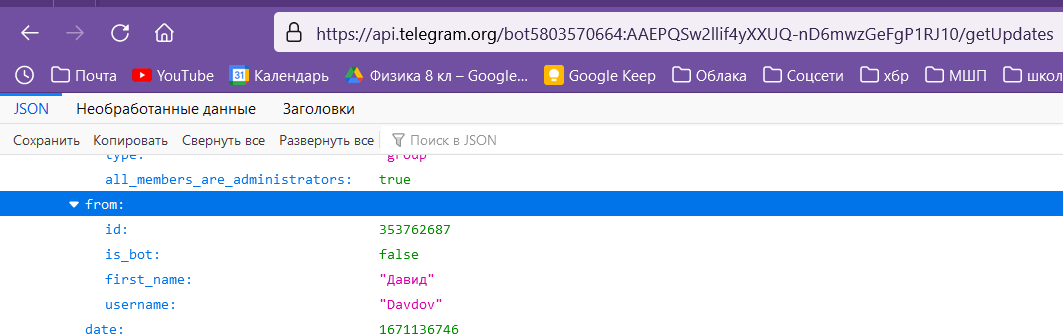 https://api.telegram.org/bot5803570664:AAEPQSw2llif4yXXUQ-nD6mwzGeFgP1RJ10/getUpdates
Почта YouTube Календарь Физика 8 кл – Google... Google Keep Облака Соцсети хбр МШП школ
JSON Необработанные данные Заголовки
Сохранить Копировать Свернуть все Развернуть все Поиск в JSON
type: "group"
all_members_are_administrators: true
from:
id: 353762687
is_bot: false
first_name: "Давид"
username: "Davdov"
date: 1671136746